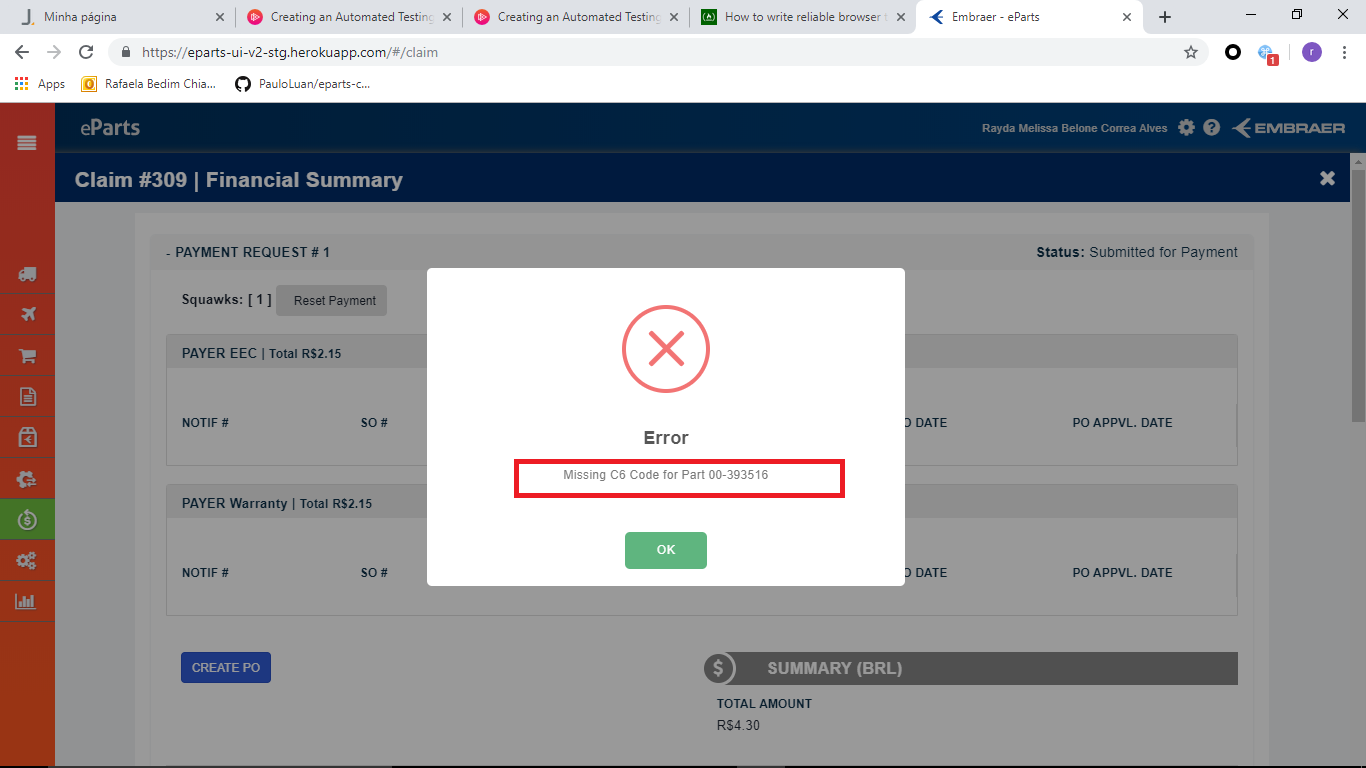 Minha página
Creating an Automated Testing
Creating an Automated Testing
How to write reliable browser t
Embraer - eParts
https://eparts-ui-v2-stg.herokuapp.com/#/claim
r
1
Apps
Rafaela Bedim Chia...
PauloLuan/eparts-c...
eParts
Rayda Melissa Belone Correa Alves
EMBRAER
Claim #309 | Financial Summary
- PAYMENT REQUEST # 1
Status: Submitted for Payment
Squawks: [ 1 ]
Reset Payment
PAYER EEC | Total R$2.15
NOTIF #
SO #
O DATE
PO APPVL. DATE
Error
Missing C6 Code for Part 00-393516
OK
PAYER Warranty | Total R$2.15
NOTIF #
SO #
O DATE
PO APPVL. DATE
CREATE PO
$
SUMMARY (BRL)
TOTAL AMOUNT
R$4.30